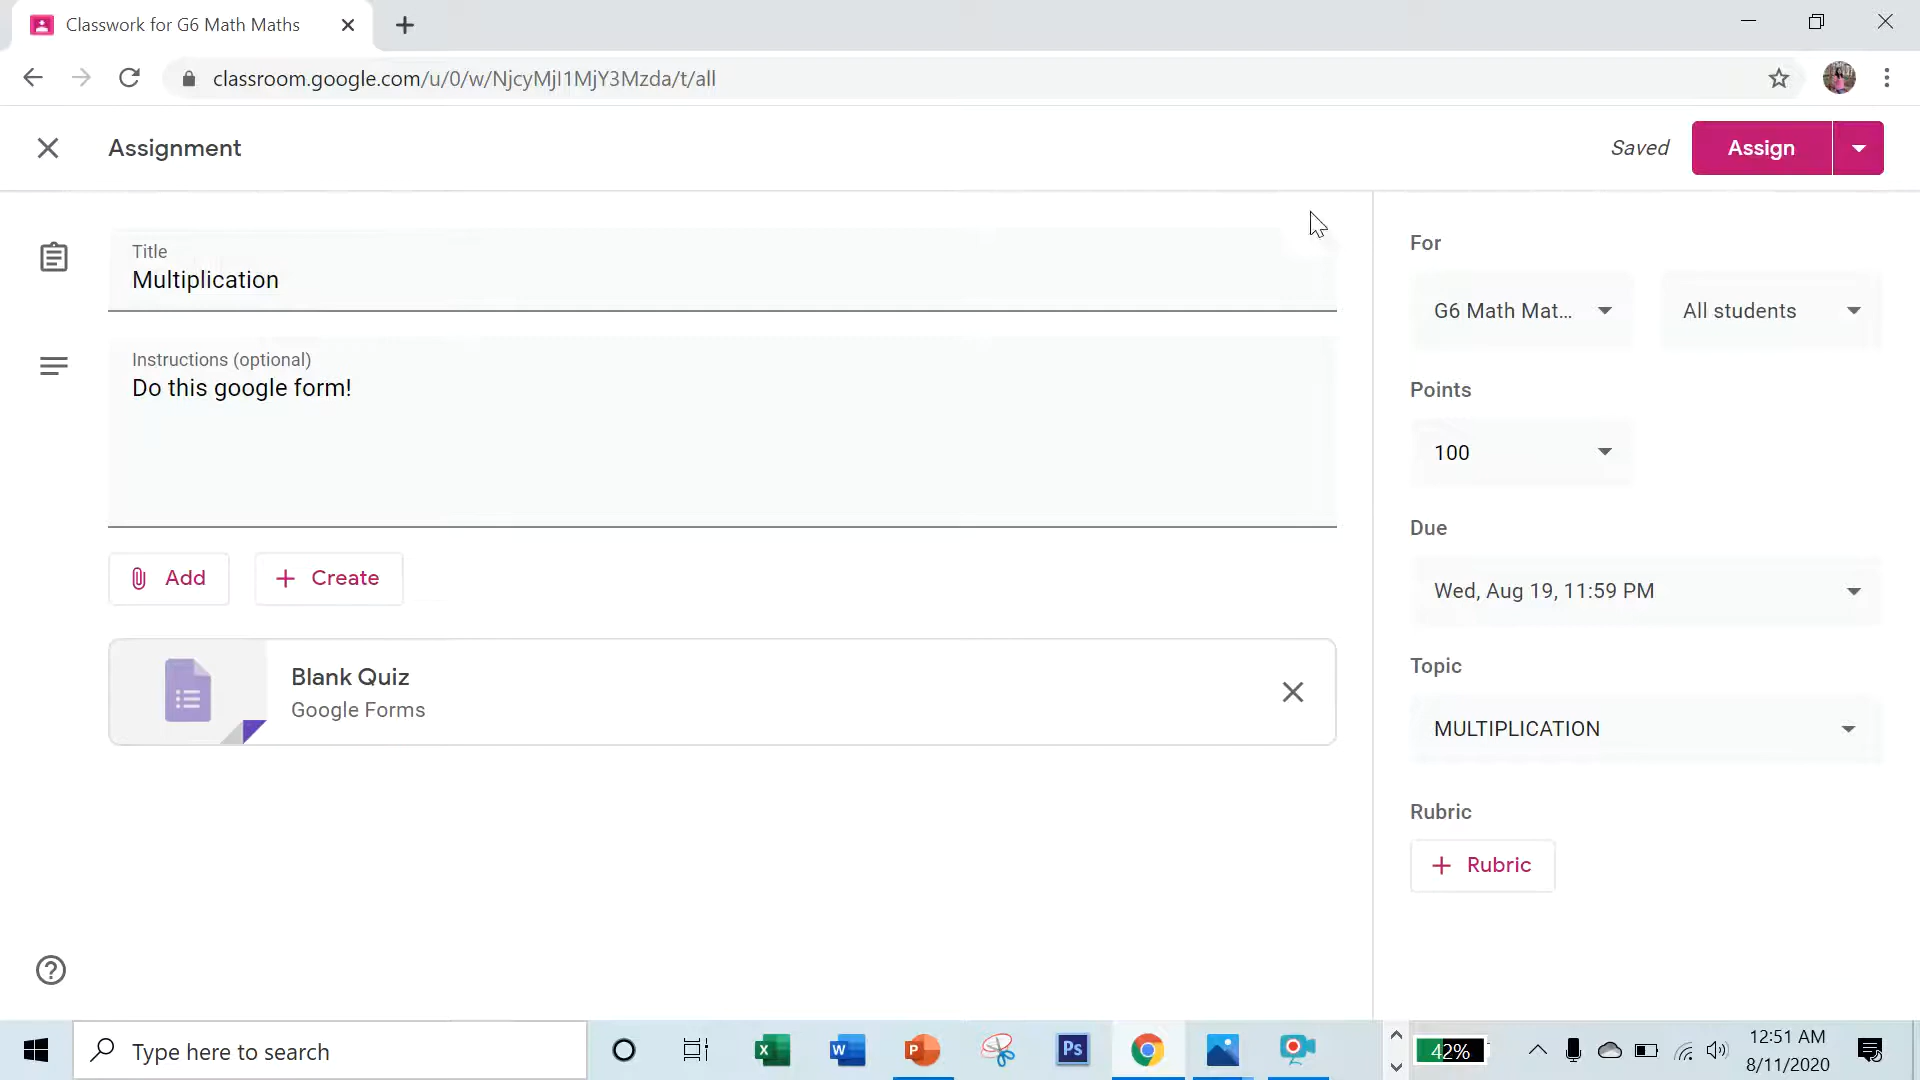 Classwork for G6 Math Maths
classroom.google.com/u/0/w/NjcyMjI1MjY3Mzda/t/all
Assignment
Saved
Assign
Title
Multiplication
Instructions (optional)
Do this google form!
Add
Create
Blank Quiz
Google Forms
For
G6 Math Mat...
All students
Points
100
Due
Wed, Aug 19, 11:59 PM
Topic
MULTIPLICATION
Rubric
Rubric
Type here to search
Ps
42%
12:51 AM
8/11/2020